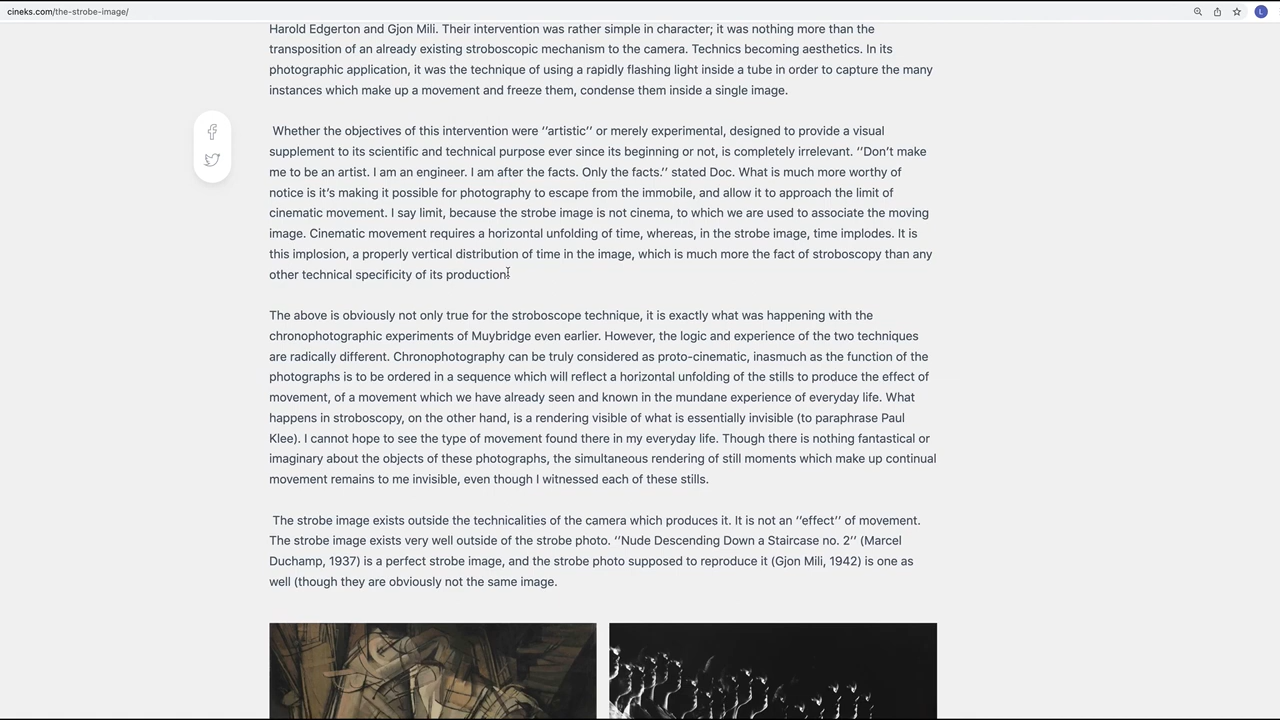 cineks.com/the-strobe-image/
L
Harold Edgerton and Gjon Mili. Their intervention was rather simple in character; it was nothing more than the
transposition of an already existing stroboscopic mechanism to the camera. Technics becoming aesthetics. In its
photographic application, it was the technique of using a rapidly flashing light inside a tube in order to capture the many
instances which make up a movement and freeze them, condense them inside a single image.
Whether the objectives of this intervention were ‘’artistic’’ or merely experimental, designed to provide a visual
supplement to its scientific and technical purpose ever since its beginning or not, is completely irrelevant. ‘’Don’t make
me to be an artist. I am an engineer. I am after the facts. Only the facts.’’ stated Doc. What is much more worthy of
notice is it’s making it possible for photography to escape from the immobile, and allow it to approach the limit of
cinematic movement. I say limit, because the strobe image is not cinema, to which we are used to associate the moving
image. Cinematic movement requires a horizontal unfolding of time, whereas, in the strobe image, time implodes. It is
this implosion, a properly vertical distribution of time in the image, which is much more the fact of stroboscopy than any
other technical specificity of its production.
The above is obviously not only true for the stroboscope technique, it is exactly what was happening with the
chronophotographic experiments of Muybridge even earlier. However, the logic and experience of the two techniques
are radically different. Chronophotography can be truly considered as proto-cinematic, inasmuch as the function of the
photographs is to be ordered in a sequence which will reflect a horizontal unfolding of the stills to produce the effect of
movement, of a movement which we have already seen and known in the mundane experience of everyday life. What
happens in stroboscopy, on the other hand, is a rendering visible of what is essentially invisible (to paraphrase Paul
Klee). I cannot hope to see the type of movement found there in my everyday life. Though there is nothing fantastical or
imaginary about the objects of these photographs, the simultaneous rendering of still moments which make up continual
movement remains to me invisible, even though I witnessed each of these stills.
The strobe image exists outside the technicalities of the camera which produces it. It is not an ‘’effect’’ of movement.
The strobe image exists very well outside of the strobe photo. ‘’Nude Descending Down a Staircase no. 2’’ (Marcel
Duchamp, 1937) is a perfect strobe image, and the strobe photo supposed to reproduce it (Gjon Mili, 1942) is one as
well (though they are obviously not the same image.